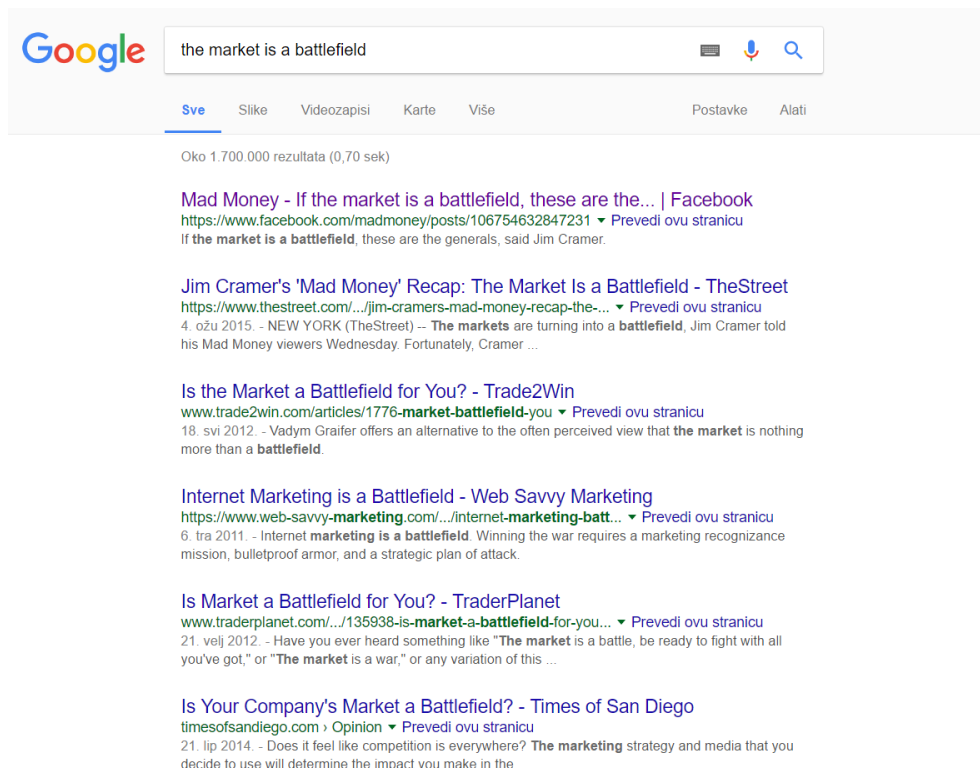 Google
the market is a battlefield
Sve Slike Videozapisi Karte Više Postavke Alati
Oko 1.700.000 rezultata (0,70 sek)
Mad Money - If the market is a battlefield, these are the... | Facebook
https://www.facebook.com/madmoney/posts/106754632847231 Prevedi ovu stranicu
If the market is a battlefield, these are the generals, said Jim Cramer.
Jim Cramer's 'Mad Money' Recap: The Market Is a Battlefield - TheStreet
https://www.thestreet.com/.../jim-cramers-mad-money-recap-the-... Prevedi ovu stranicu
4. ožu 2015. - NEW YORK (TheStreet) -- The markets are turning into a battlefield, Jim Cramer told
his Mad Money viewers Wednesday. Fortunately, Cramer ...
Is the Market a Battlefield for You? - Trade2Win
www.trade2win.com/articles/1776-market-battlefield-you Prevedi ovu stranicu
18. svi 2012. - Vadym Graifer offers an alternative to the often perceived view that the market is nothing
more than a battlefield.
Internet Marketing is a Battlefield - Web Savvy Marketing
https://www.web-savvy-marketing.com/.../internet-marketing-batt... Prevedi ovu stranicu
6. tra 2011. - Internet marketing is a battlefield. Winning the war requires a marketing recognizance
mission, bulletproof armor, and a strategic plan of attack.
Is Market a Battlefield for You? - TraderPlanet
www.traderplanet.com/.../135938-is-market-a-battlefield-for-you... Prevedi ovu stranicu
21. velj 2012. - Have you ever heard something like "The market is a battle, be ready to fight with all
you've got," or "The market is a war," or any variation of this ...
Is Your Company's Market a Battlefield? - Times of San Diego
timesofsandiego.com › Opinion Prevedi ovu stranicu
21. lip 2014. - Does it feel like competition is everywhere? The marketing strategy and media that you
decide to use will determine the impact you make in the